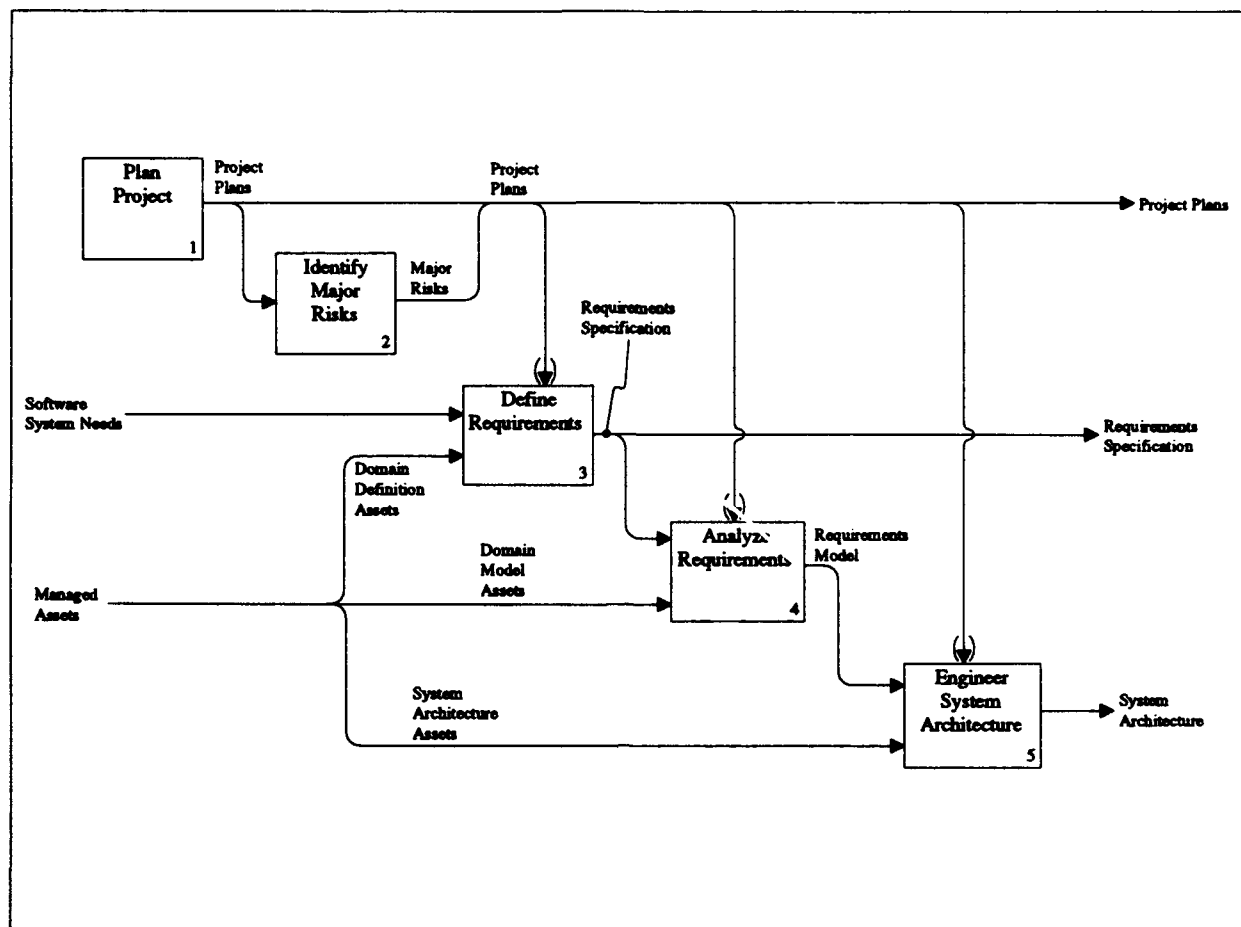 Plan
Project
1
Project
Plans
Project
Plans
Project Plans
Identify
Major
Risks
2
Major
Risks
Requirements
Specification
Software
System Needs
Define
Requirements
3
Requirements
Specification
Domain
Definition
Assets
Managed
Assets
Domain
Model
Assets
Analyze
Requirements
4
Requirements
Model
System
Architecture
Assets
Engineer
System
Architecture
5
System
Architecture